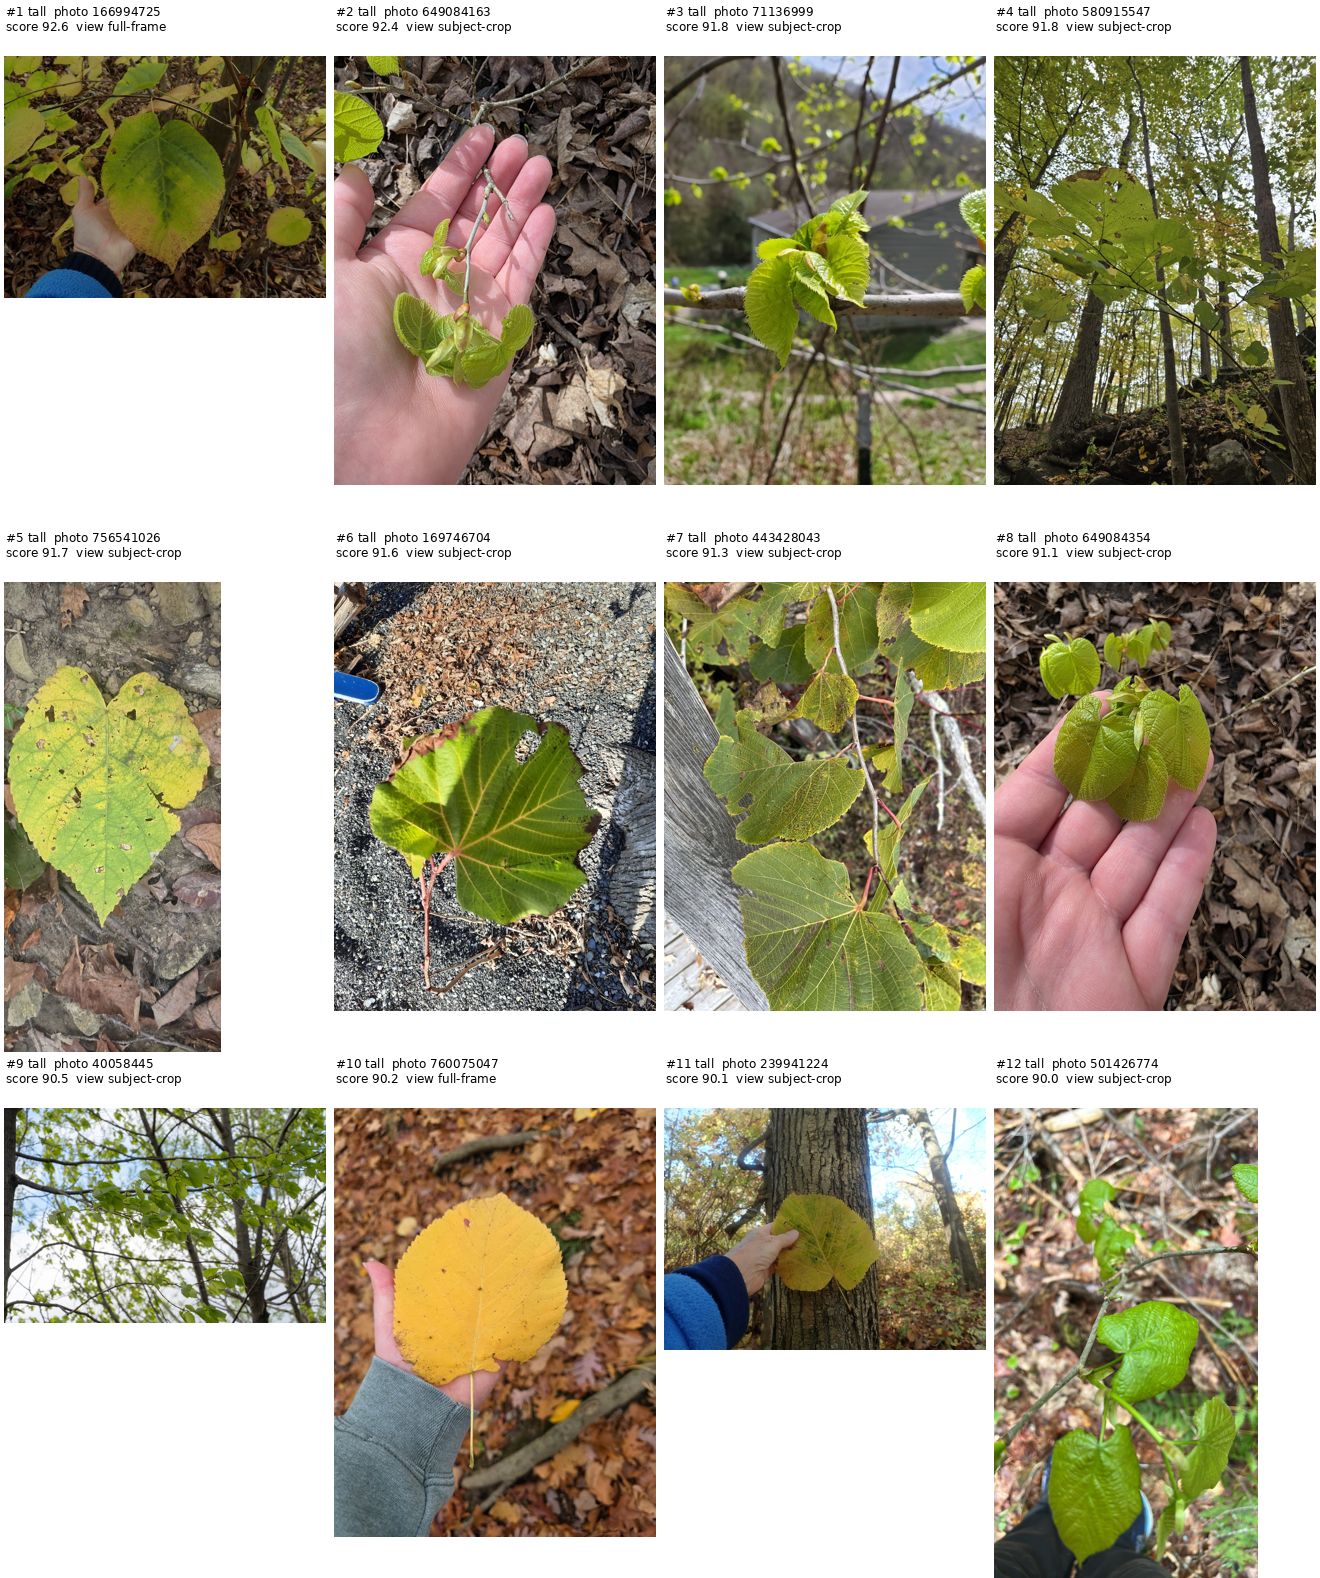 #1 tall photo 166994725
score 92.6 view full-frame
#2 tall photo 649084163
score 92.4 view subject-crop
#3 tall photo 71136999
score 91.8 view subject-crop
#4 tall photo 580915547
score 91.8 view subject-crop
#5 tall photo 756541026
score 91.7 view subject-crop
#6 tall photo 169746704
score 91.6 view subject-crop
#7 tall photo 443428043
score 91.3 view subject-crop
#8 tall photo 649084354
score 91.1 view subject-crop
#9 tall photo 40058445
score 90.5 view subject-crop
#10 tall photo 760075047
score 90.2 view full-frame
#11 tall photo 239941224
score 90.1 view subject-crop
#12 tall photo 501426774
score 90.0 view subject-crop